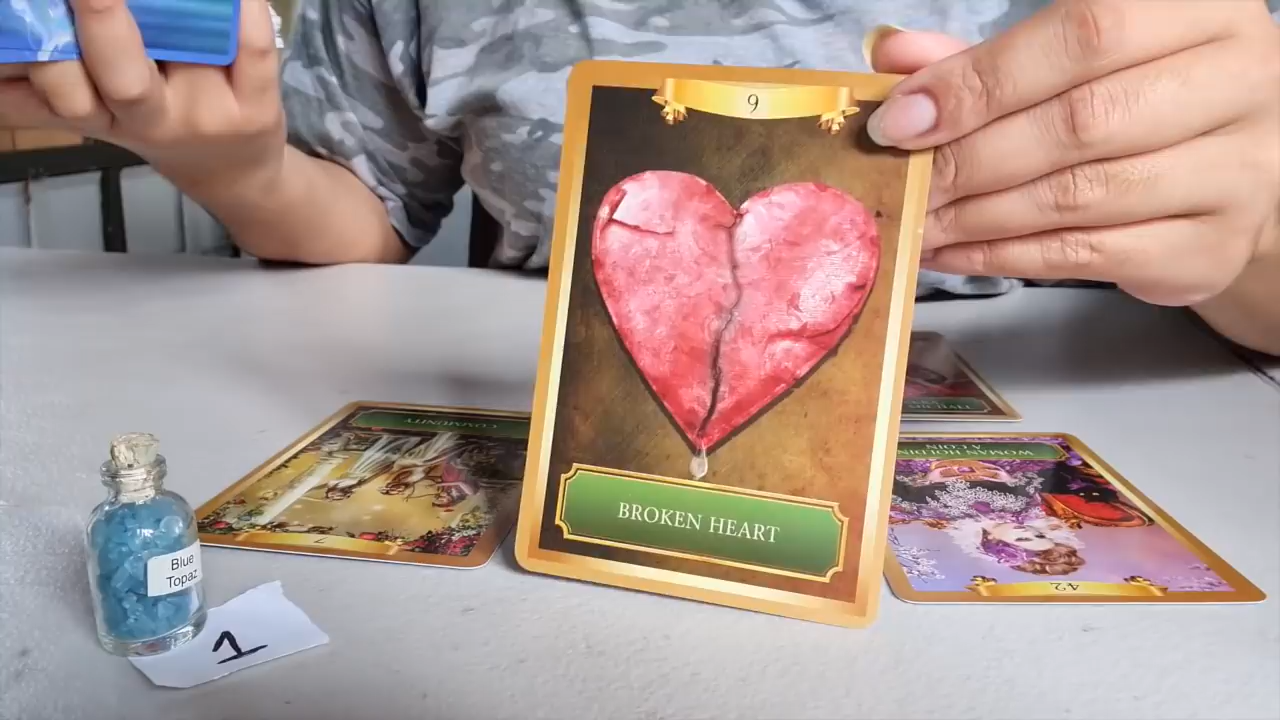 9
BROKEN HEART
COMMUNITY
7
WOMAN HOLDING
A COIN
42
Blue
Topaz
1